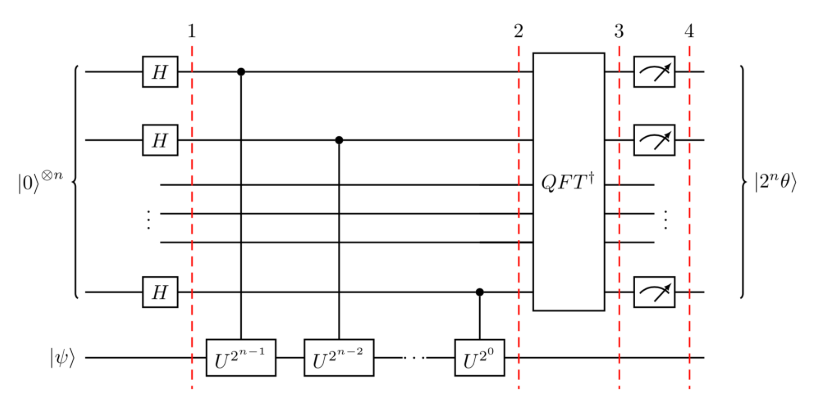 1 2 3 4
H
H
|0⟩^{⊗n} QFT^† |2^nθ⟩
⋮ ⋮
H
|ψ⟩ U^{2^{n−1}} U^{2^{n−2}} ⋯ U^{2^0}